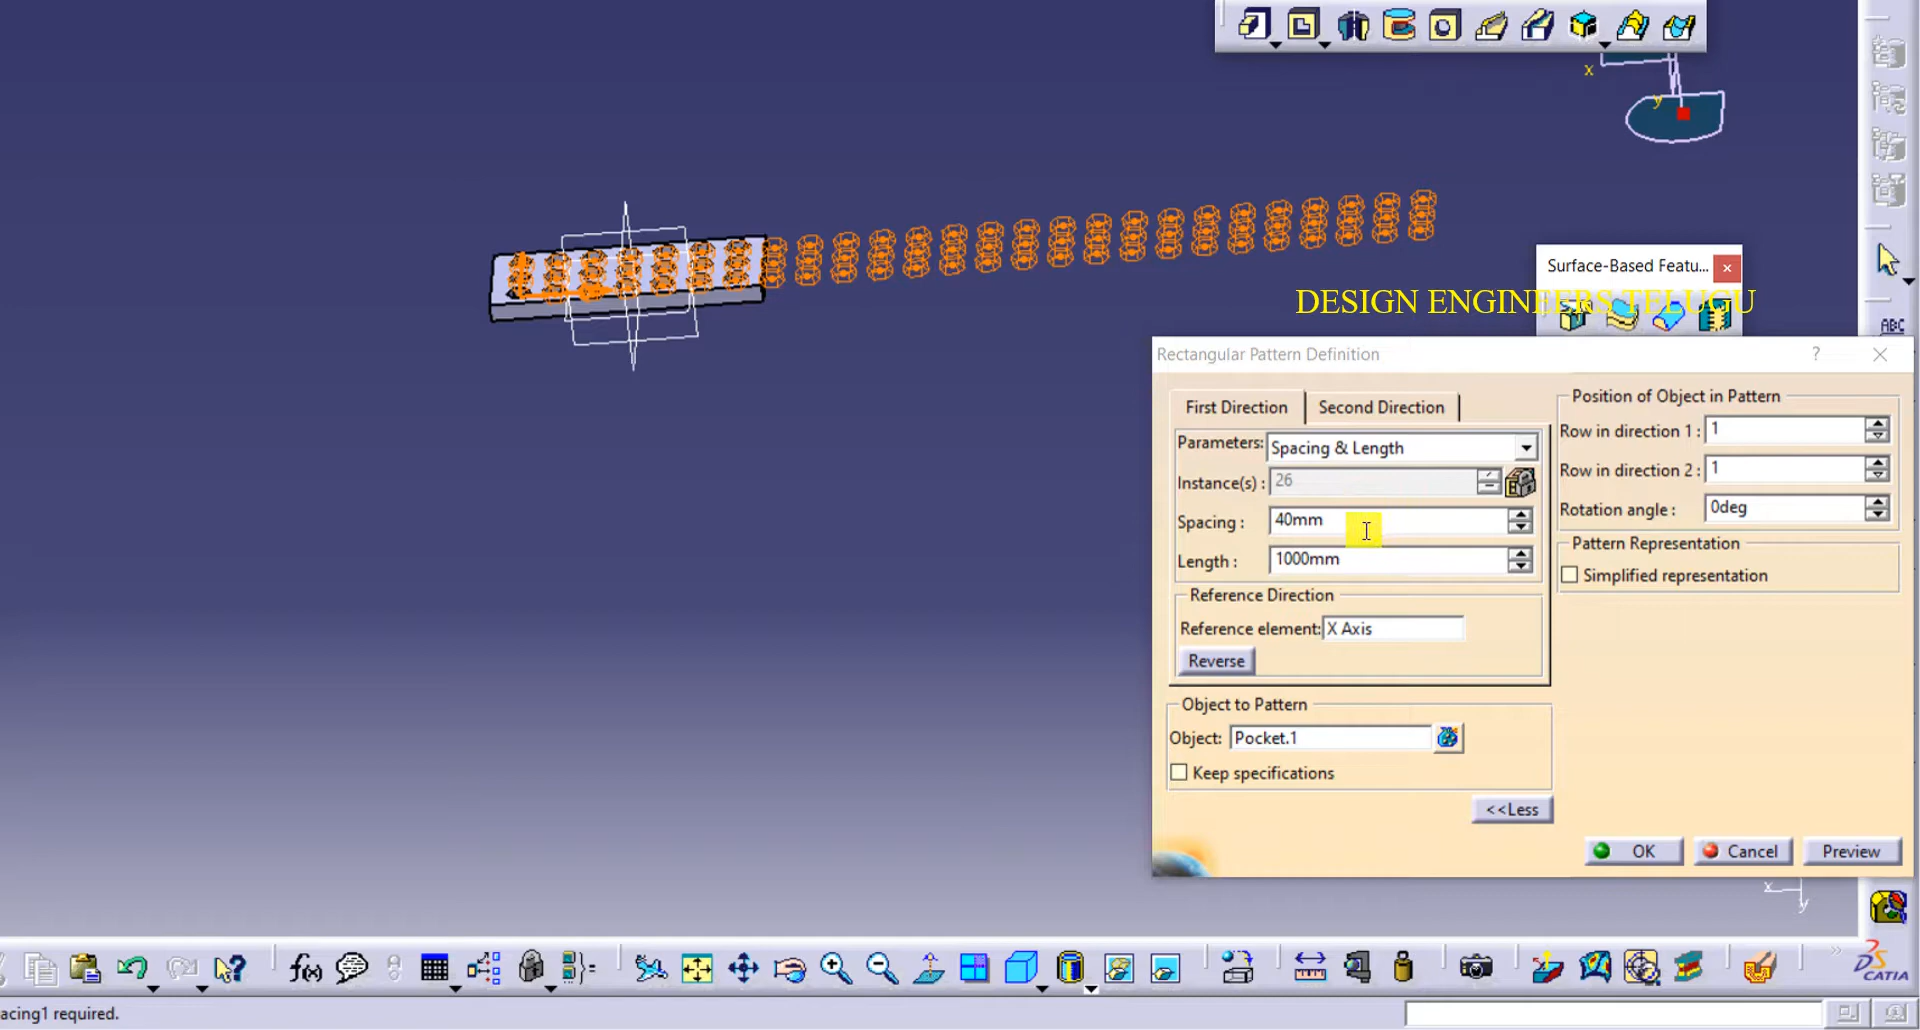 x
y
Surface-Based Featu...
DESIGN ENGINEERS TELUGU
ABC
Rectangular Pattern Definition
?
First Direction
Second Direction
Parameters:
Spacing & Length
Instance(s) :
26
Spacing :
40mm
Length :
1000mm
Reference Direction
Reference element:
X Axis
Reverse
Object to Pattern
Object:
Pocket.1
Keep specifications
<<Less
Position of Object in Pattern
Row in direction 1 :
1
Row in direction 2 :
1
Rotation angle :
0deg
Pattern Representation
Simplified representation
OK
Cancel
Preview
x
y
f(x)
CATIA
acing1 required.